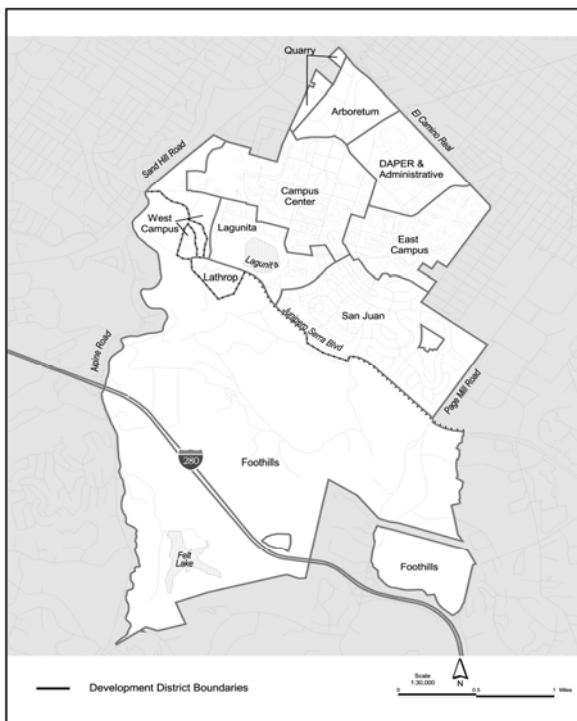 Quarry
Arboretum
El Camino Real
Sand Hill Road
DAPER &
Administrative
Campus
Center
West
Campus
Lagunita
East
Campus
Lagunita
Lathrop
San Juan
Junipero Serra Blvd
Alpine Road
Page Mill Road
280
Foothills
Felt
Lake
Foothills
Development District Boundaries
Scale
1:30,000
N
0
0.5
1
Miles